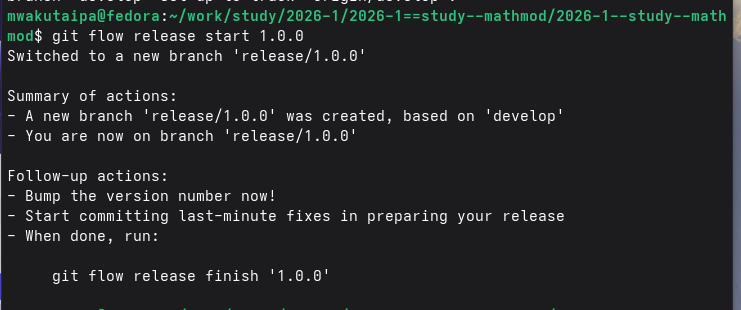 mwakutaipa@fedora:~/work/study/2026-1/2026-1==study--mathmod/2026-1--study--math
mod$ git flow release start 1.0.0
Switched to a new branch 'release/1.0.0'
Summary of actions:
- A new branch 'release/1.0.0' was created, based on 'develop'
- You are now on branch 'release/1.0.0'
Follow-up actions:
- Bump the version number now!
- Start committing last-minute fixes in preparing your release
- When done, run:
git flow release finish '1.0.0'